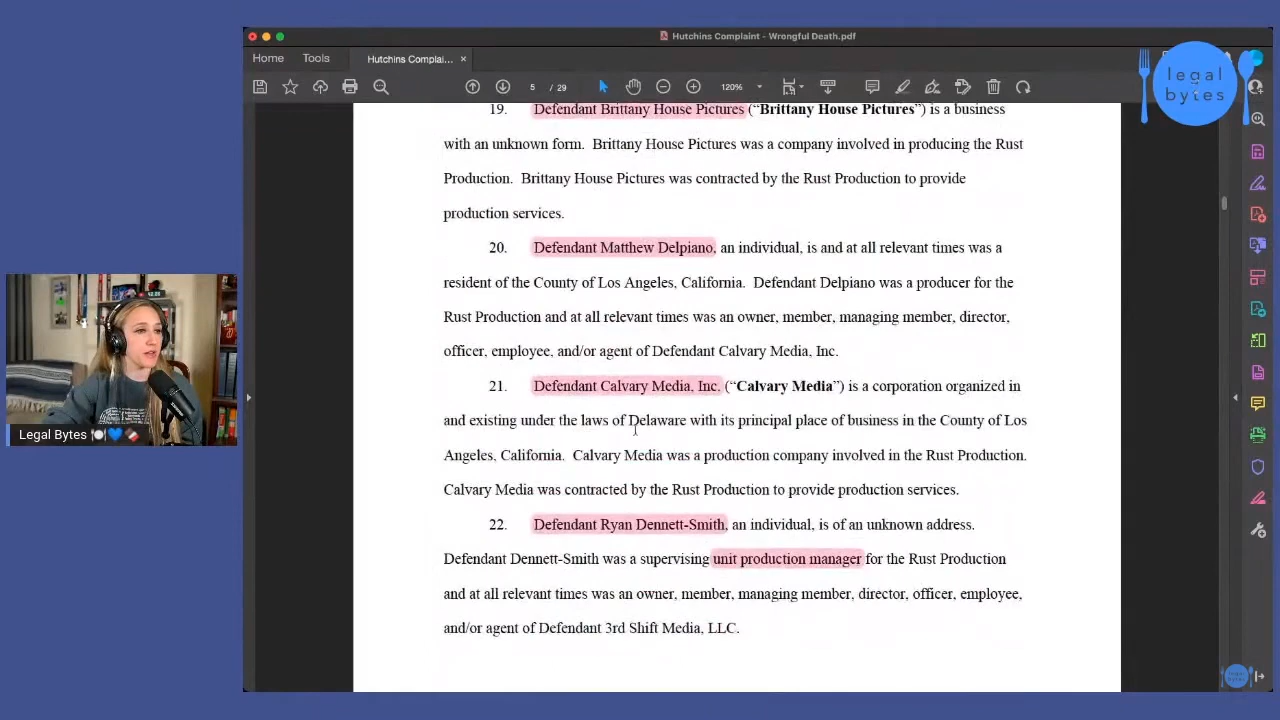 Hutchins Complaint - Wrongful Death.pdf
Home Tools Hutchins Complai... ×
5 / 29 120%
legal
bytes
19. Defendant Brittany House Pictures (“Brittany House Pictures”) is a business
with an unknown form. Brittany House Pictures was a company involved in producing the Rust
Production. Brittany House Pictures was contracted by the Rust Production to provide
production services.
20. Defendant Matthew Delpiano, an individual, is and at all relevant times was a
resident of the County of Los Angeles, California. Defendant Delpiano was a producer for the
Rust Production and at all relevant times was an owner, member, managing member, director,
officer, employee, and/or agent of Defendant Calvary Media, Inc.
21. Defendant Calvary Media, Inc. (“Calvary Media”) is a corporation organized in
and existing under the laws of Delaware with its principal place of business in the County of Los
Angeles, California. Calvary Media was a production company involved in the Rust Production.
Calvary Media was contracted by the Rust Production to provide production services.
22. Defendant Ryan Dennett-Smith, an individual, is of an unknown address.
Defendant Dennett-Smith was a supervising unit production manager for the Rust Production
and at all relevant times was an owner, member, managing member, director, officer, employee,
and/or agent of Defendant 3rd Shift Media, LLC.
Legal Bytes
legal
bytes